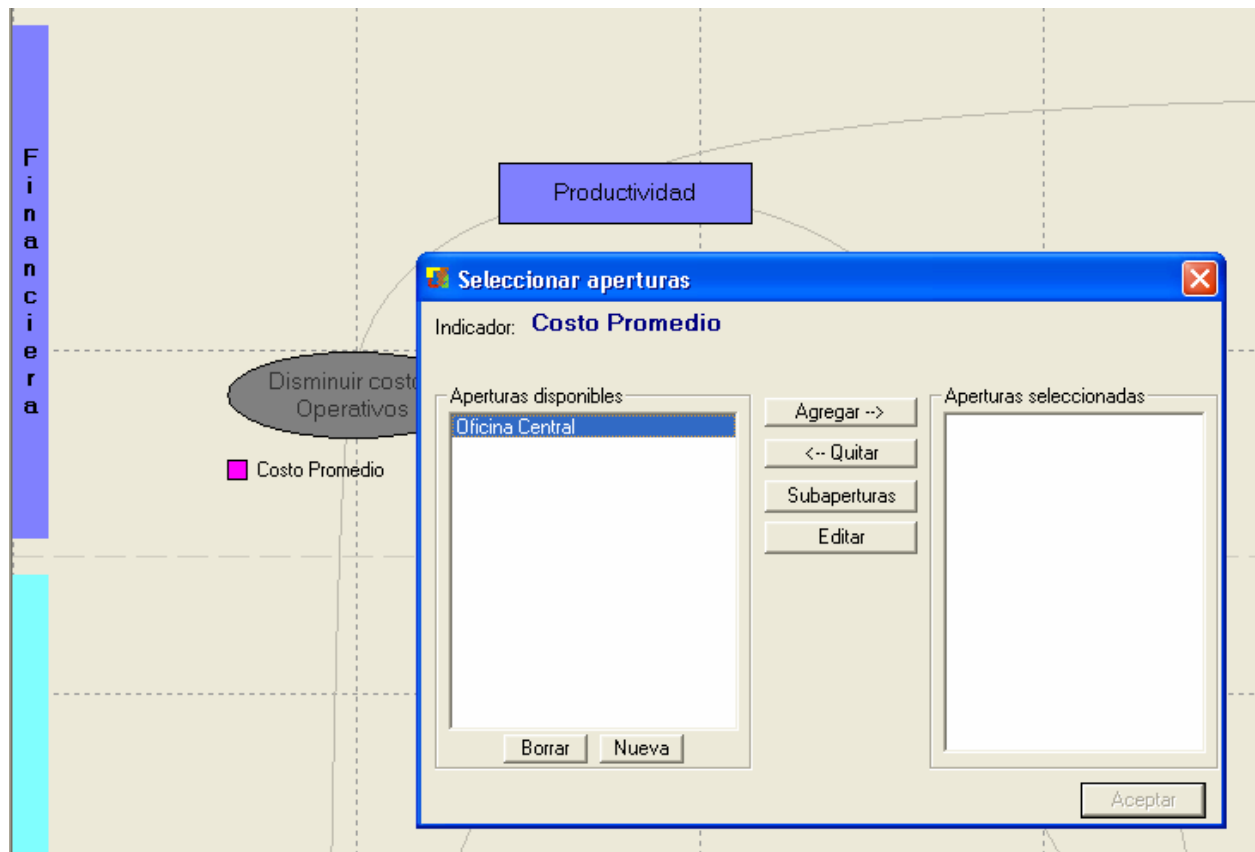 Financiera
Productividad
Seleccionar aperturas
Indicador: Costo Promedio
Disminuir costo
Operativos
Costo Promedio
Aperturas disponibles
Oficina Central
Agregar -->
<-- Quitar
Subaperturas
Editar
Aperturas seleccionadas
Borrar
Nueva
Aceptar